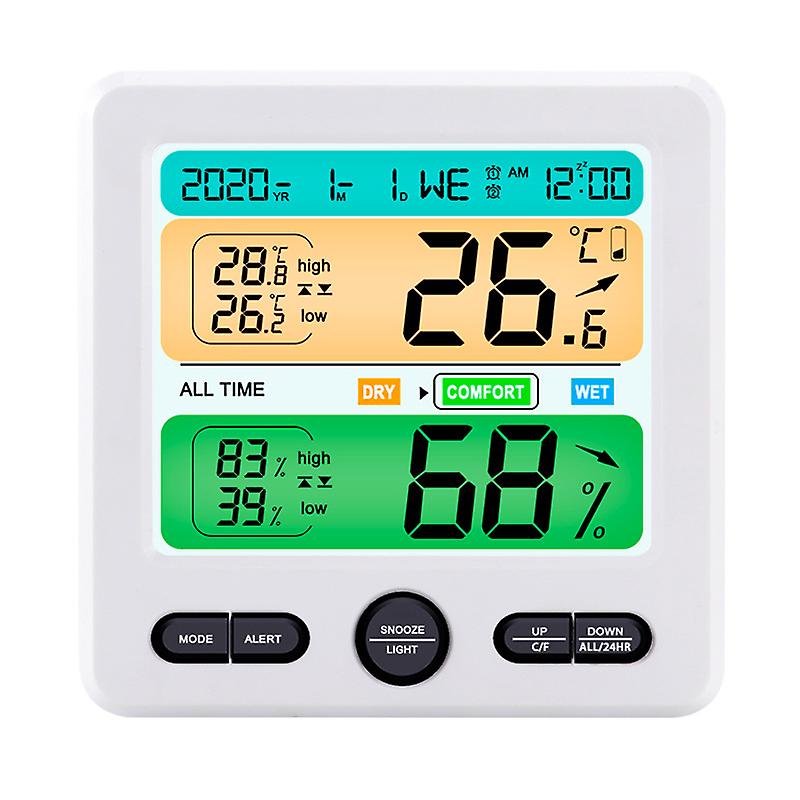 2020-YR 1-M 1D WE AM 12:00
28.8℃ high 26.6℃
26.2℃ low
ALL TIME DRY COMFORT WET
83% high 68%
39% low
MODE ALERT SNOOZE LIGHT UP C/F DOWN ALL/24HR